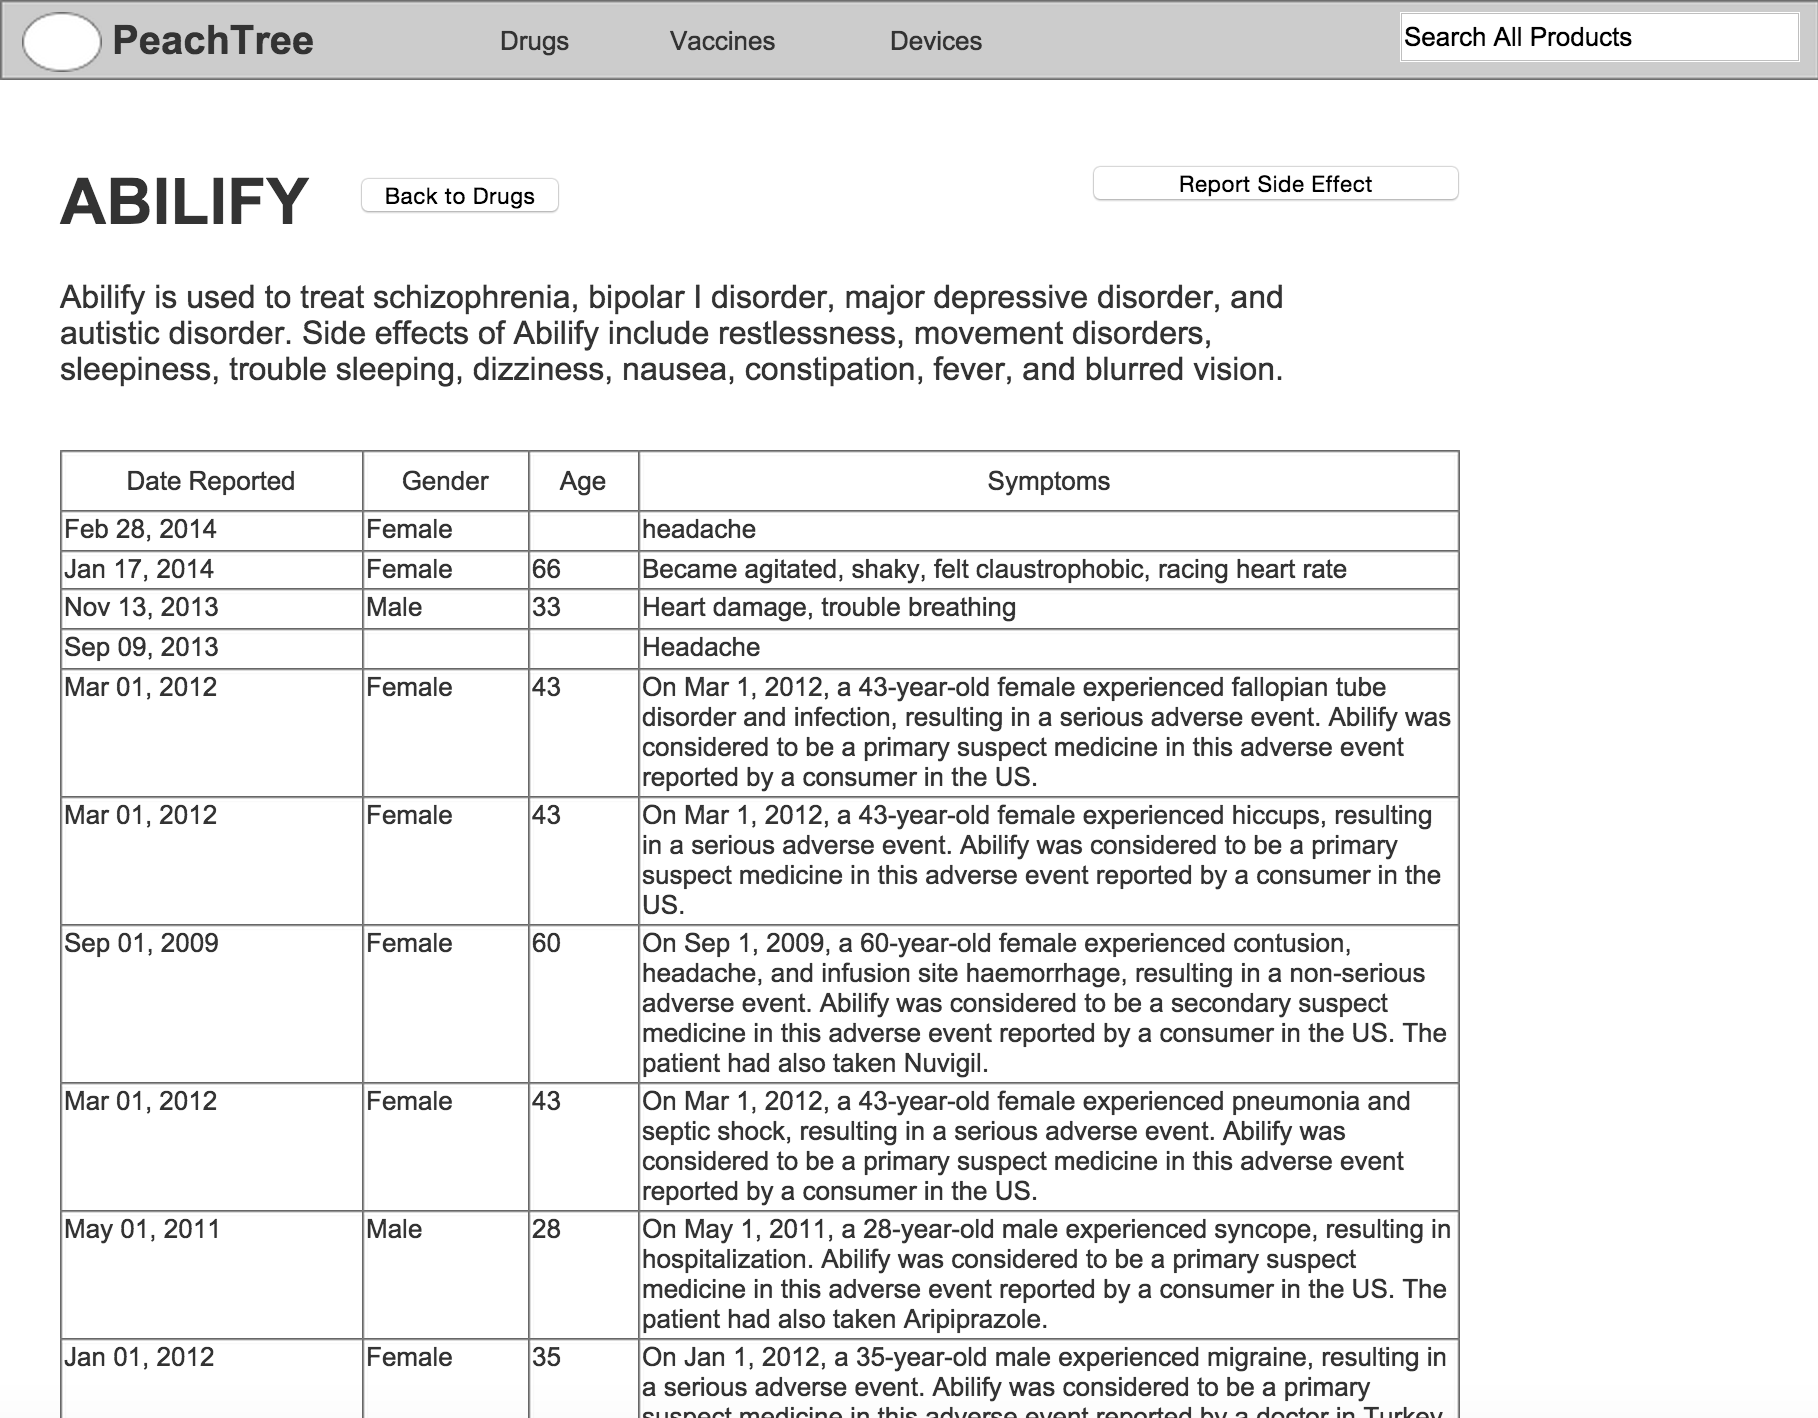 PeachTree Drugs Vaccines Devices Search All Products
ABILIFY Back to Drugs Report Side Effect
Abilify is used to treat schizophrenia, bipolar I disorder, major depressive disorder, and
autistic disorder. Side effects of Abilify include restlessness, movement disorders,
sleepiness, trouble sleeping, dizziness, nausea, constipation, fever, and blurred vision.
Date Reported Gender Age Symptoms
Feb 28, 2014 Female headache
Jan 17, 2014 Female 66 Became agitated, shaky, felt claustrophobic, racing heart rate
Nov 13, 2013 Male 33 Heart damage, trouble breathing
Sep 09, 2013 Headache
Mar 01, 2012 Female 43 On Mar 1, 2012, a 43-year-old female experienced fallopian tube
disorder and infection, resulting in a serious adverse event. Abilify was
considered to be a primary suspect medicine in this adverse event
reported by a consumer in the US.
Mar 01, 2012 Female 43 On Mar 1, 2012, a 43-year-old female experienced hiccups, resulting
in a serious adverse event. Abilify was considered to be a primary
suspect medicine in this adverse event reported by a consumer in the
US.
Sep 01, 2009 Female 60 On Sep 1, 2009, a 60-year-old female experienced contusion,
headache, and infusion site haemorrhage, resulting in a non-serious
adverse event. Abilify was considered to be a secondary suspect
medicine in this adverse event reported by a consumer in the US. The
patient had also taken Nuvigil.
Mar 01, 2012 Female 43 On Mar 1, 2012, a 43-year-old female experienced pneumonia and
septic shock, resulting in a serious adverse event. Abilify was
considered to be a primary suspect medicine in this adverse event
reported by a consumer in the US.
May 01, 2011 Male 28 On May 1, 2011, a 28-year-old male experienced syncope, resulting in
hospitalization. Abilify was considered to be a primary suspect
medicine in this adverse event reported by a consumer in the US. The
patient had also taken Aripiprazole.
Jan 01, 2012 Female 35 On Jan 1, 2012, a 35-year-old male experienced migraine, resulting in
a serious adverse event. Abilify was considered to be a primary
suspect medicine in this adverse event reported by a doctor in Turkey